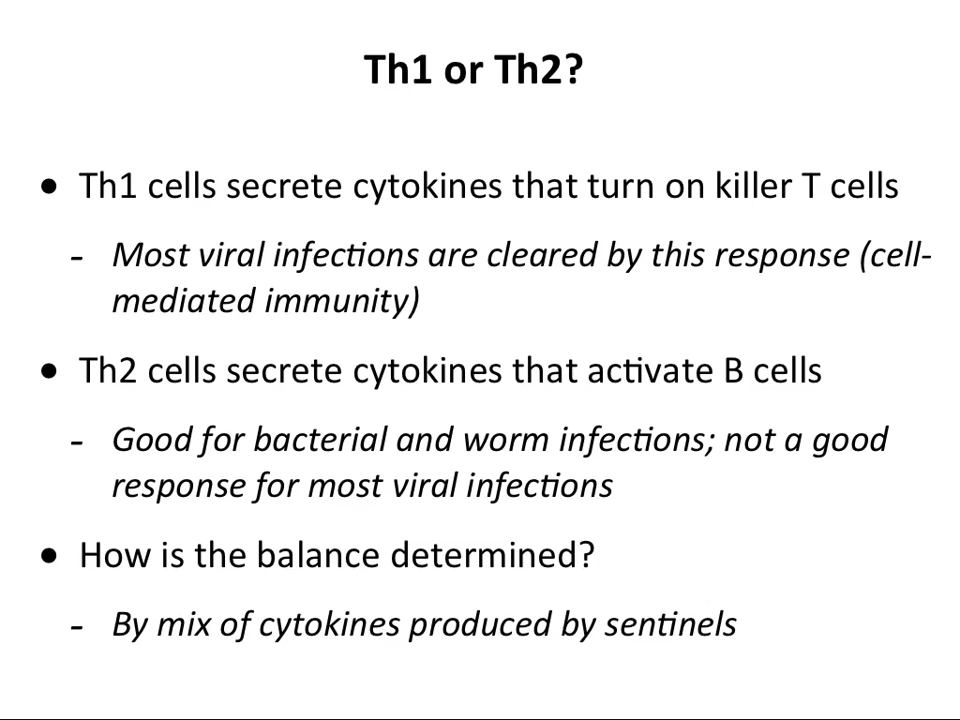 Th1 or Th2?
• Th1 cells secrete cytokines that turn on killer T cells
- Most viral infections are cleared by this response (cell-
mediated immunity)
• Th2 cells secrete cytokines that activate B cells
- Good for bacterial and worm infections; not a good
response for most viral infections
• How is the balance determined?
- By mix of cytokines produced by sentinels